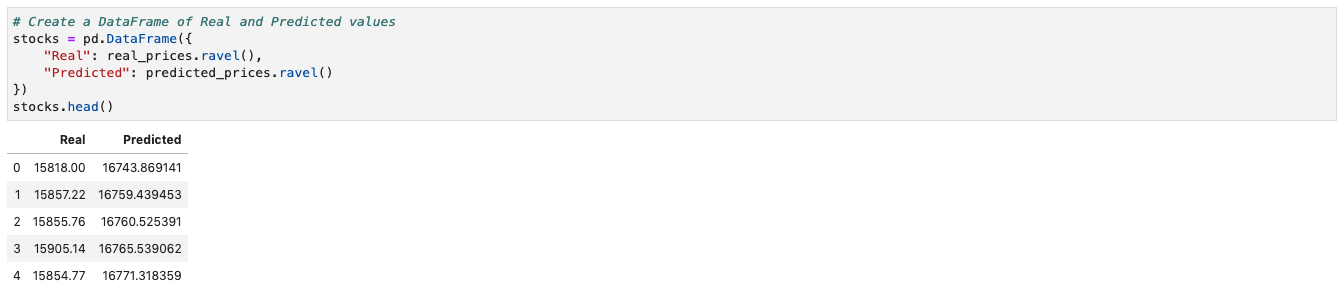 # Create a DataFrame of Real and Predicted values
stocks = pd.DataFrame({
    "Real": real_prices.ravel(),
    "Predicted": predicted_prices.ravel()
})
stocks.head()
Real Predicted
0 15818.00 16743.869141
1 15857.22 16759.439453
2 15855.76 16760.525391
3 15905.14 16765.539062
4 15854.77 16771.318359